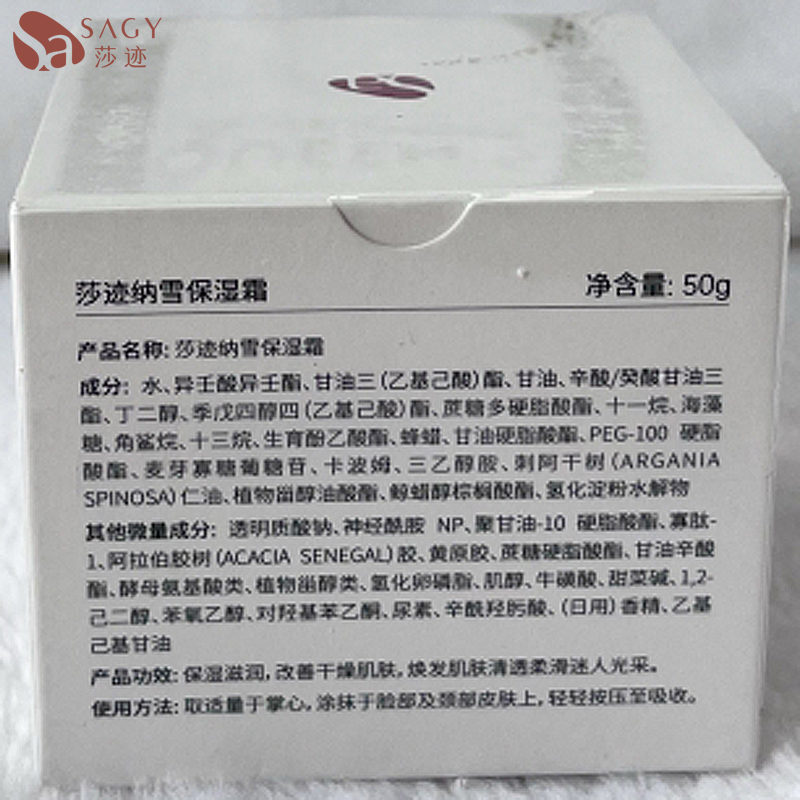 SAGY
莎迹
莎迹纳雪保湿霜 净含量: 50g
产品名称: 莎迹纳雪保湿霜
成分: 水、异壬酸异壬酯、甘油三(乙基己酸)酯、甘油、辛酸/癸酸甘油三
酯、丁二醇、季戊四醇四(乙基己酸)酯、蔗糖多硬脂酸酯、十一烷、海藻
糖、角鲨烷、十三烷、生育酚乙酸酯、蜂蜡、甘油硬脂酸酯、PEG-100 硬脂
酸酯、麦芽寡糖葡糖苷、卡波姆、三乙醇胺、刺阿干树(ARGANIA
SPINOSA)仁油、植物甾醇油酸酯、鲸蜡醇棕榈酸酯、氢化淀粉水解物
其他微量成分: 透明质酸钠、神经酰胺 NP、聚甘油-10 硬脂酸酯、寡肽-
1、阿拉伯胶树(ACACIA SENEGAL)胶、黄原胶、蔗糖硬脂酸酯、甘油辛酸
酯、酵母氨基酸类、植物甾醇类、氢化卵磷脂、肌醇、牛磺酸、甜菜碱、1,2-
己二醇、苯氧乙醇、对羟基苯乙酮、尿素、辛酰羟肟酸、(日用)香精、乙基
己基甘油
产品功效: 保湿滋润, 改善干燥肌肤, 焕发肌肤清透柔滑迷人光采。
使用方法: 取适量于掌心, 涂抹于脸部及颈部皮肤上, 轻轻按压至吸收。